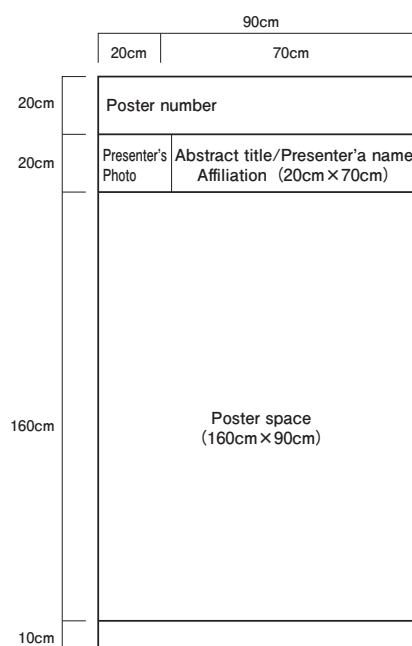 90cm
20cm
70cm
20cm
Poster number
20cm
Presenter's
Photo
Abstract title/Presenter'a name
Affiliation（20cm×70cm）
160cm
Poster space
（160cm×90cm）
10cm